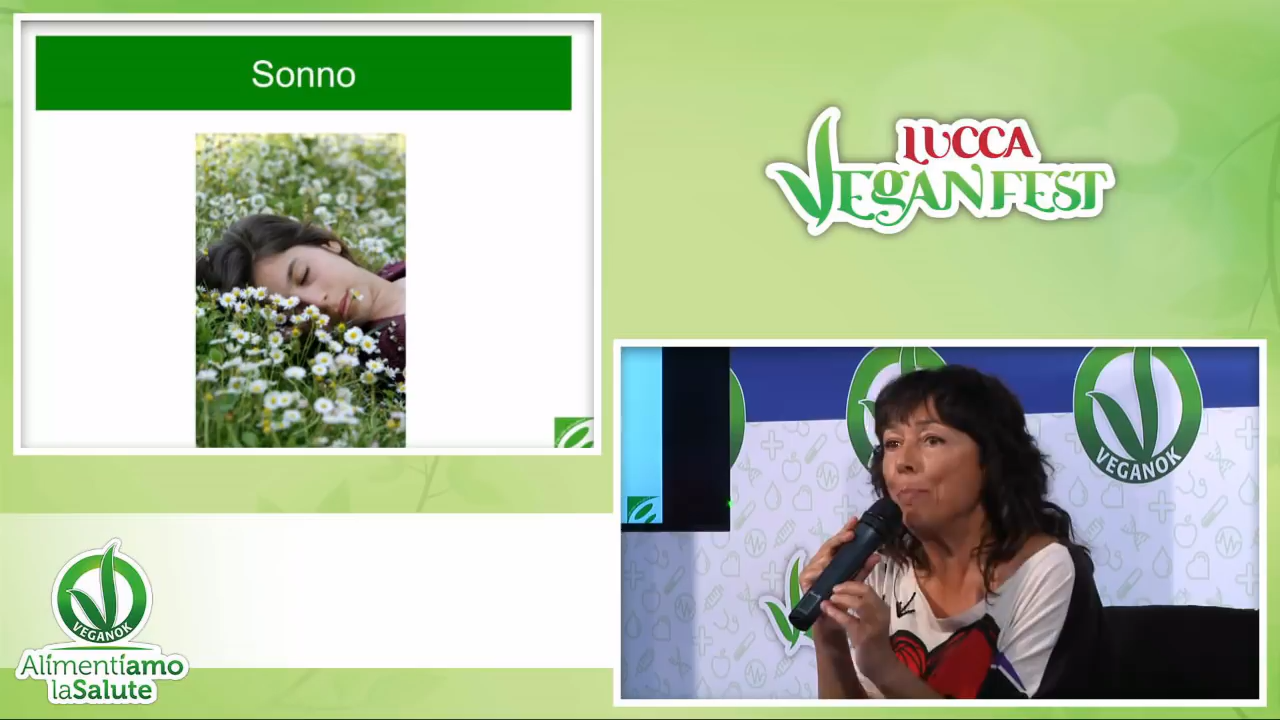 Sonno
LUCCA
VEGANFEST
VEGANOK
VEGANOK
Alimentiamo
laSalute